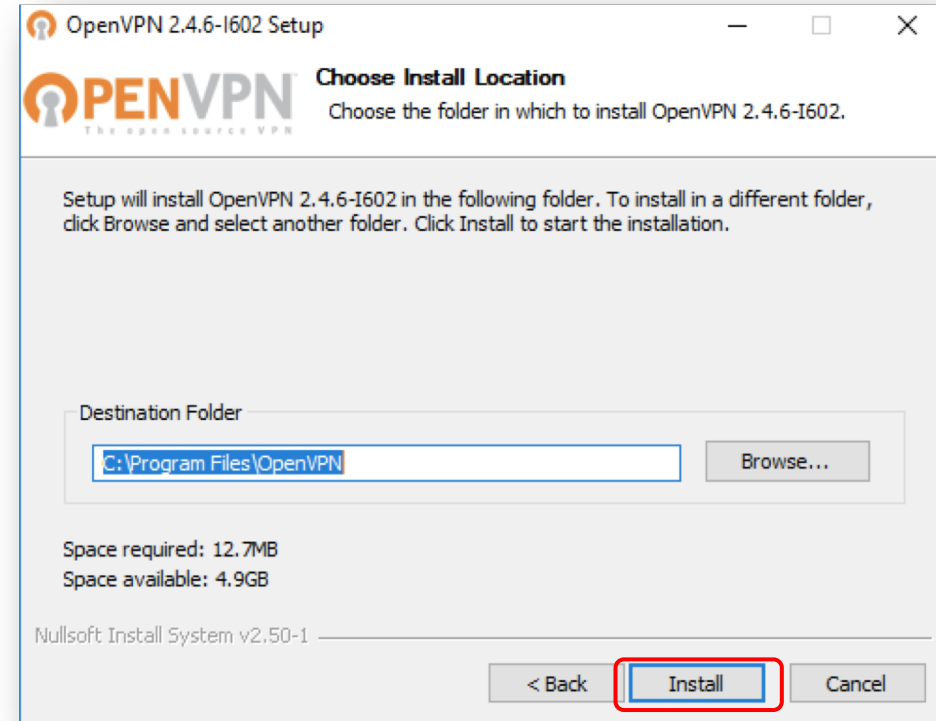 OpenVPN 2.4.6-I602 Setup
OPENVPN
The open source VPN
Choose Install Location
Choose the folder in which to install OpenVPN 2.4.6-I602.
Setup will install OpenVPN 2.4.6-I602 in the following folder. To install in a different folder,
click Browse and select another folder. Click Install to start the installation.
Destination Folder
C:\Program Files\OpenVPN
Browse...
Space required: 12.7MB
Space available: 4.9GB
Nullsoft Install System v2.50-1
< Back
Install
Cancel